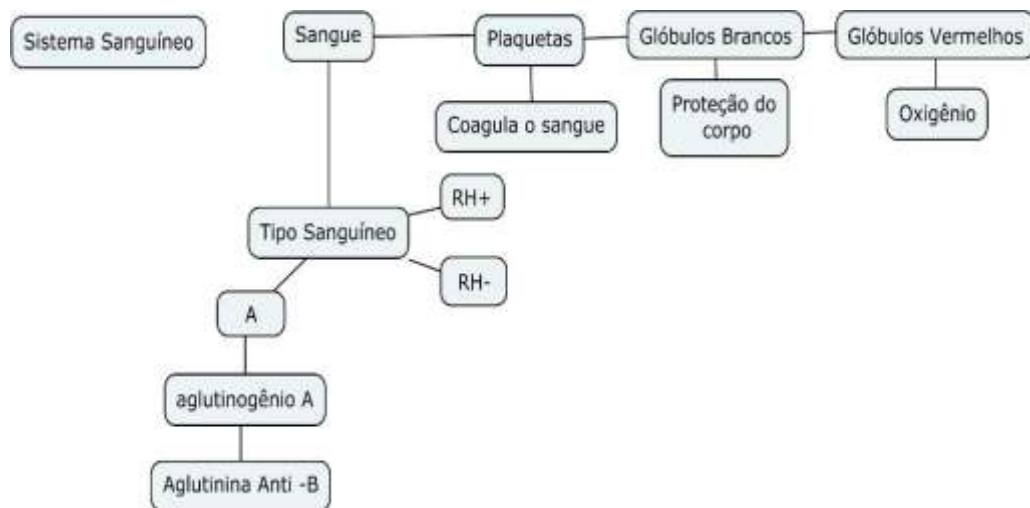 Sistema Sanguíneo
Sangue
Plaquetas
Glóbulos Brancos
Glóbulos Vermelhos
Coagula o sangue
Proteção do
corpo
Oxigênio
Tipo Sanguíneo
RH+
RH-
A
aglutinogênio A
Aglutinina Anti -B